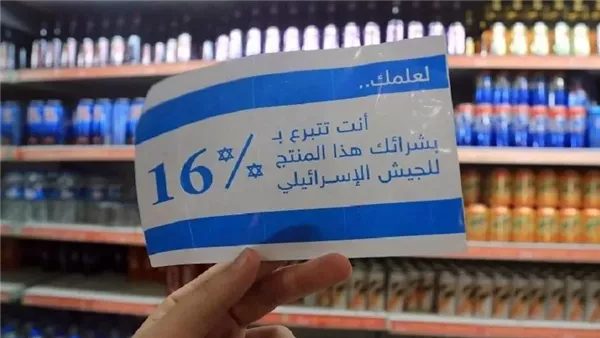 لعلمك..
أنت تتبرع بـ
بشرائك هذا المنتج
للجيش الإسرائيلي
16%